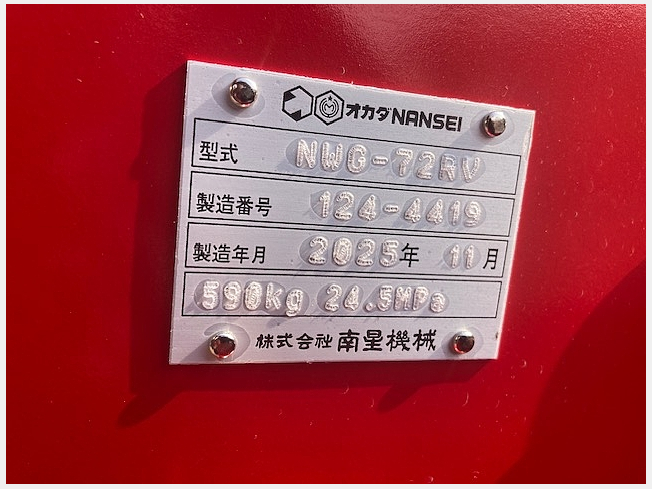 オカダNANSEI
型式 NWG-72RV
製造番号 124-4419
製造年月 2025年 11月
590kg 24.5MPa
株式会社 南星機械